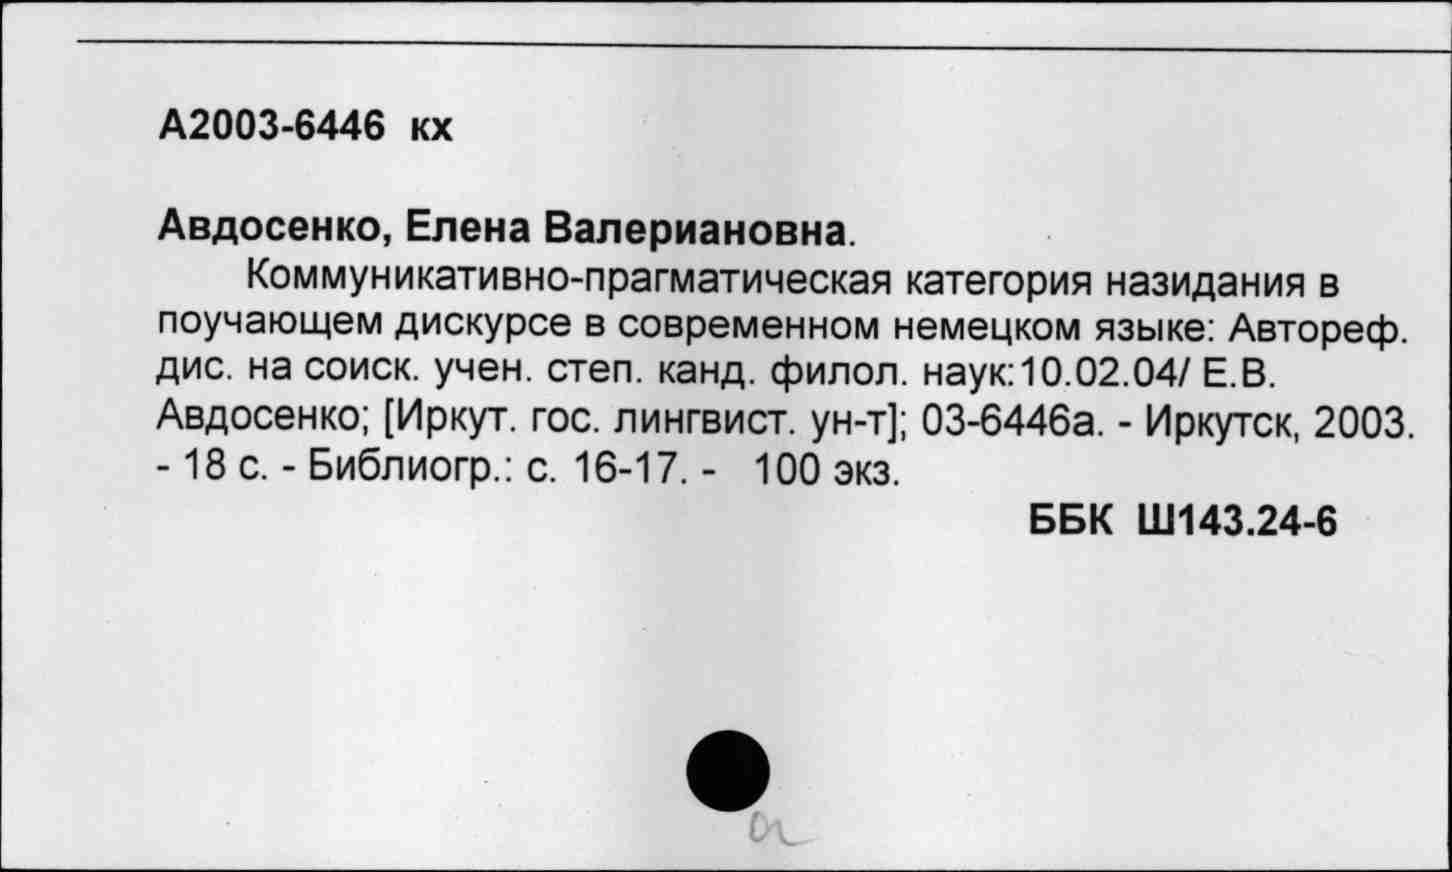 А2003-6446 кх
Авдосенко, Елена Валериановна.
Коммуникативно-прагматическая категория назидания в
поучающем дискурсе в современном немецком языке: Автореф.
дис. на соиск. учен. степ. канд. филол. наук:10.02.04/ Е.В.
Авдосенко; [Иркут. гос. лингвист. ун-т]; 03-6446а. - Иркутск, 2003.
- 18 с. - Библиогр.: с. 16-17. - 100 экз.
ББК Ш143.24-6